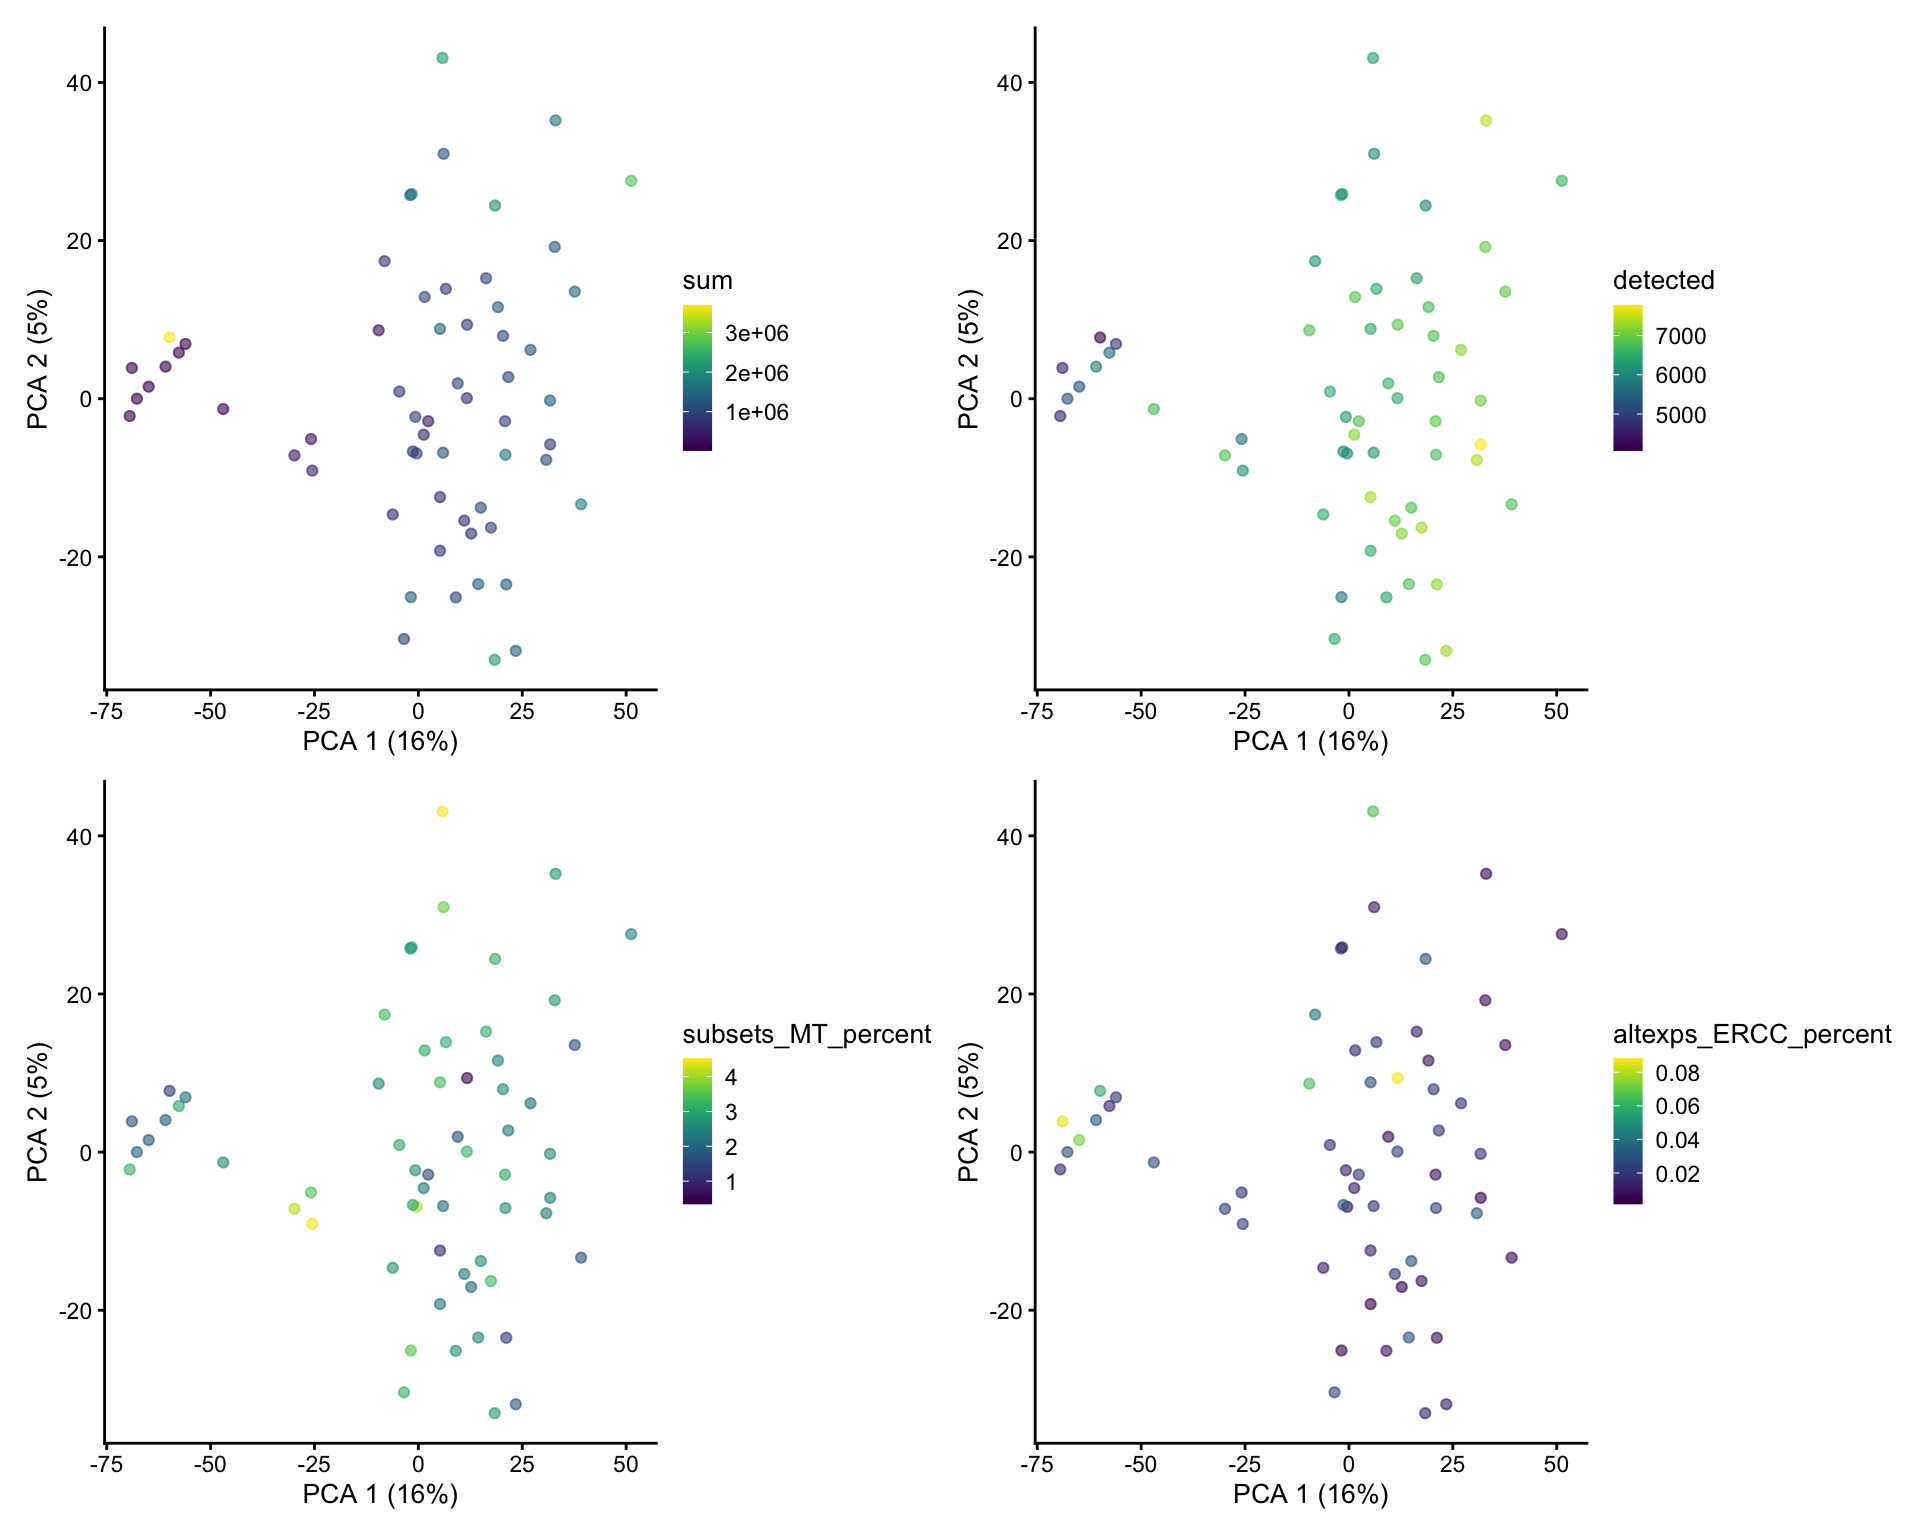 40
20
0
-20
-75 -50 -25 0 25 50
PCA 1 (16%)
PCA 2 (5%)
sum
3e+06
2e+06
1e+06
40
20
0
-20
-75 -50 -25 0 25 50
PCA 1 (16%)
PCA 2 (5%)
detected
7000
6000
5000
40
20
0
-20
-75 -50 -25 0 25 50
PCA 1 (16%)
PCA 2 (5%)
subsets_MT_percent
4
3
2
1
40
20
0
-20
-75 -50 -25 0 25 50
PCA 1 (16%)
PCA 2 (5%)
altexps_ERCC_percent
0.08
0.06
0.04
0.02